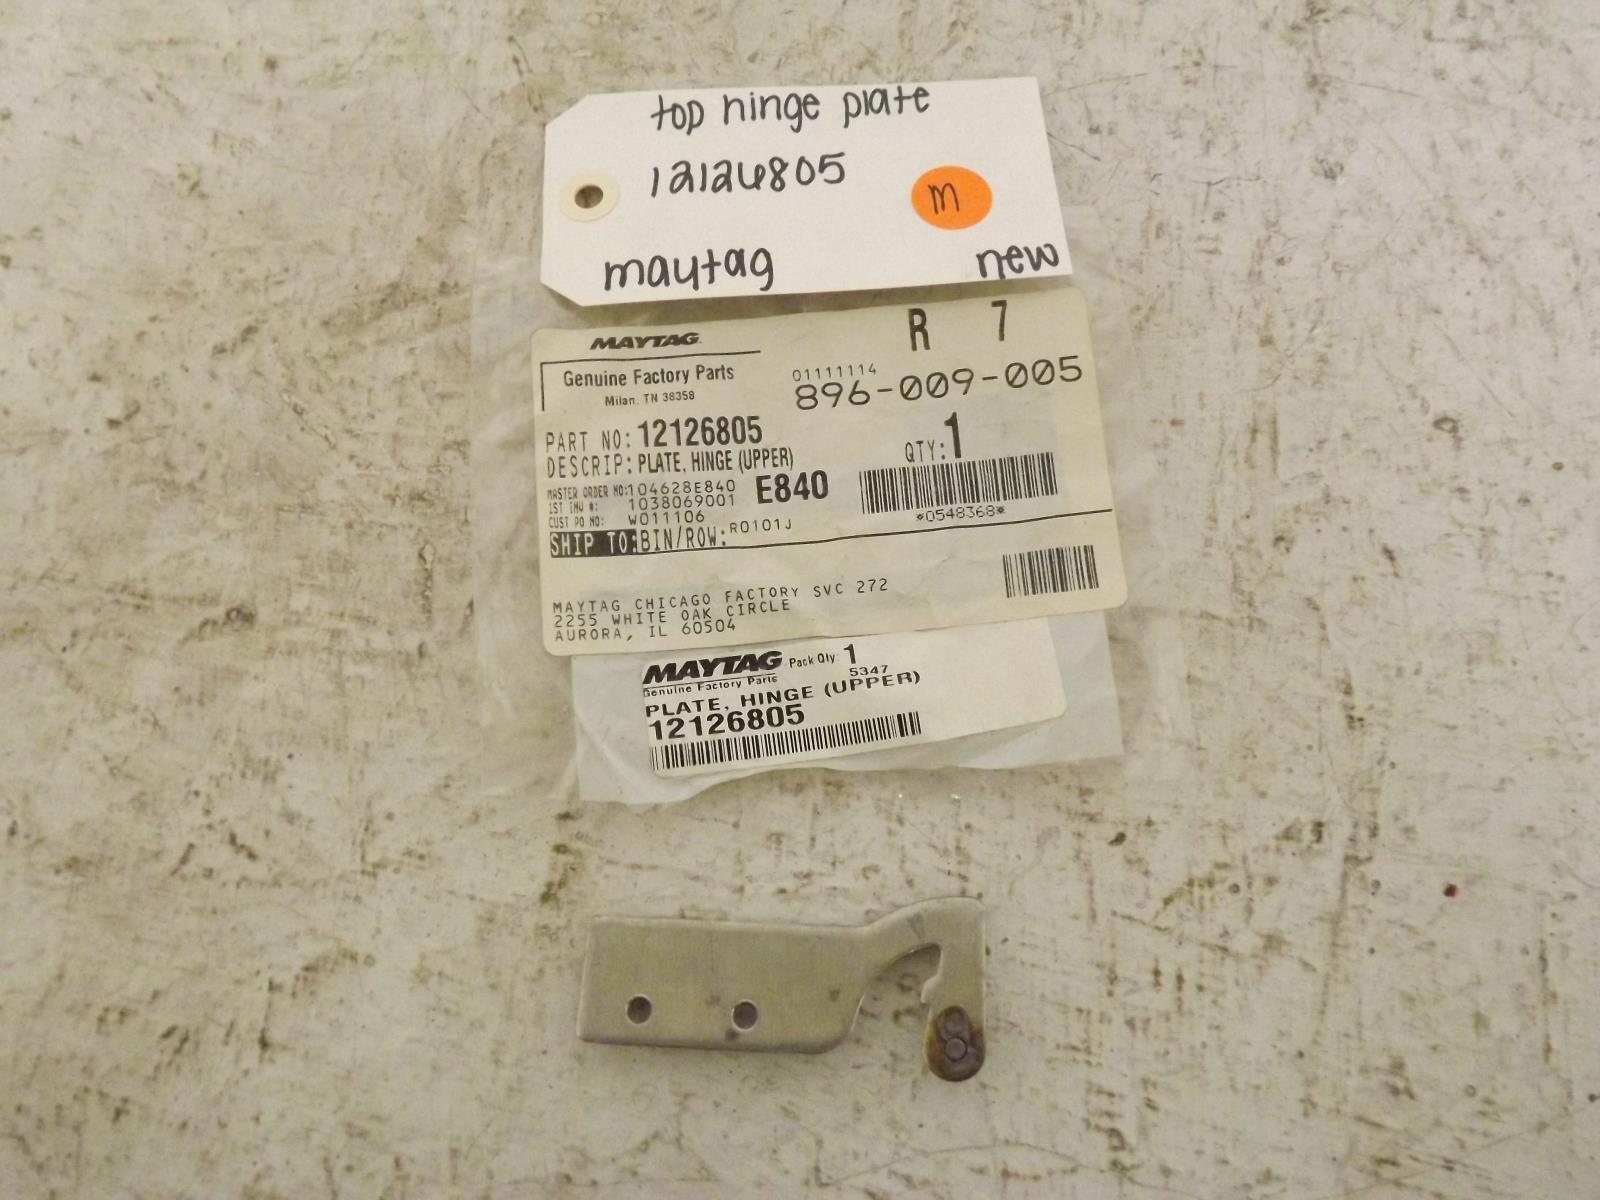 top hinge plate
12126805
m
maytag new
R 7
MAYTAG
Genuine Factory Parts
Milan, TN 38358
01111114
896-009-005
PART NO: 12126805
DESCRIP: PLATE, HINGE (UPPER)
QTY: 1
MASTER ORDER NO: 104628E840 E840
1ST INV #: 1038069001
CUST PO NO: W011106
*0548368*
SHIP TO: BIN/ROW: R0101J
MAYTAG CHICAGO FACTORY SVC 272
2255 WHITE OAK CIRCLE
AURORA, IL 60504
MAYTAG Pack Qty: 1
Genuine Factory Parts 5347
PLATE, HINGE (UPPER)
12126805